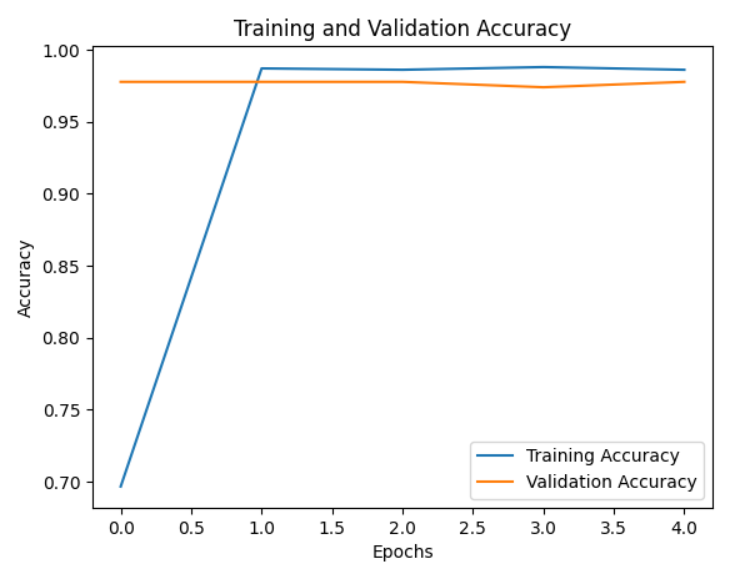 Training and Validation Accuracy
1.00
0.95
0.90
0.85
0.80
0.75
0.70
Accuracy
Training Accuracy
Validation Accuracy
0.0 0.5 1.0 1.5 2.0 2.5 3.0 3.5 4.0
Epochs